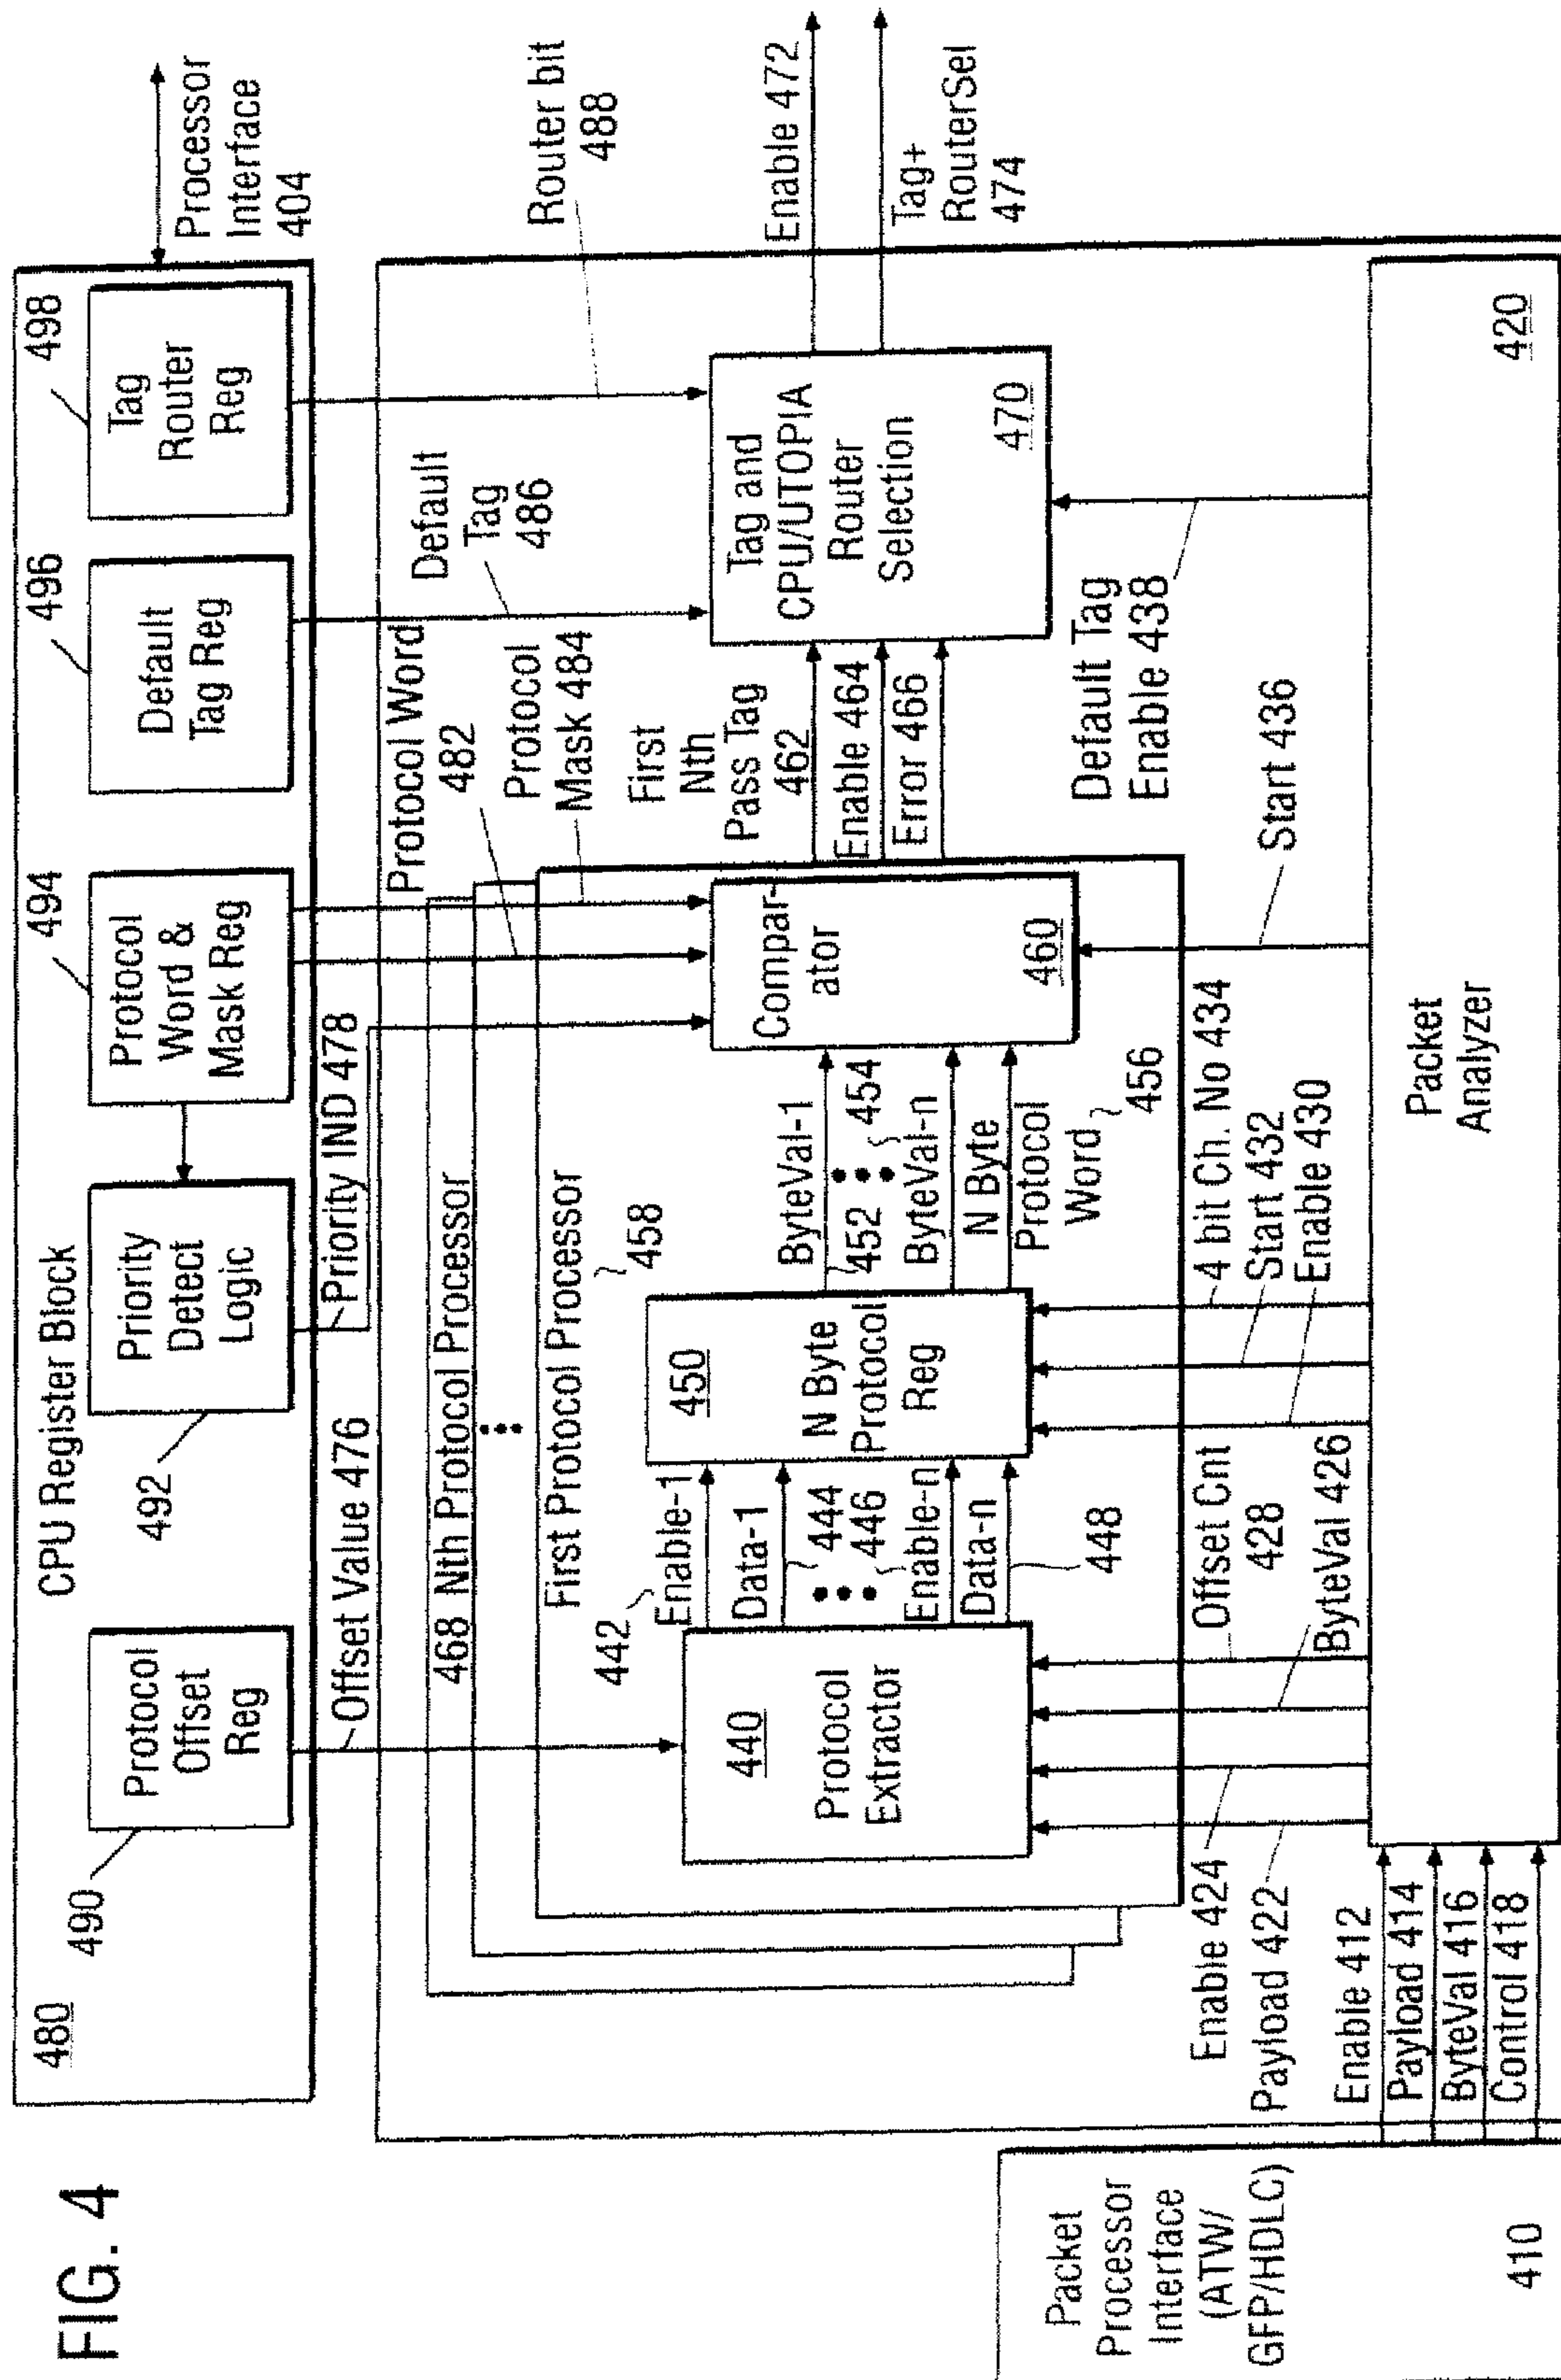 FIG. 4
480
CPU Register Block
490
Protocol
Offset
Reg
492
Priority
Detect
Logic
494
Protocol
Word &
Mask Reg
496
Default
Tag Reg
498
Tag
Router
Reg
Processor
Interface
404
Offset Value 476
Priority IND 478
Protocol Word
482
Protocol
Mask 484
Default
Tag
486
Router bit
488
468 Nth Protocol Processor
First Protocol Processor
458
440
Protocol
Extractor
442
Enable-1
Data-1
444
446
Enable-n
Data-n
448
450
N Byte
Protocol
Reg
ByteVal-1
452
454
ByteVal-n
N Byte
Protocol
Word
456
Compar-
ator
460
First
Nth
Pass Tag
462
Enable 464
Error 466
Tag and
CPU/UTOPIA
Router
Selection
470
Enable 472
Tag+
RouterSel
474
Enable 424
Payload 422
Offset Cnt
428
ByteVal 426
4 bit Ch. No 434
Start 432
Enable 430
Start 436
Default Tag
Enable 438
Packet
Processor
Interface
(ATW/
GFP/HDLC)
410
Enable 412
Payload 414
ByteVal 416
Control 418
Packet
Analyzer
420